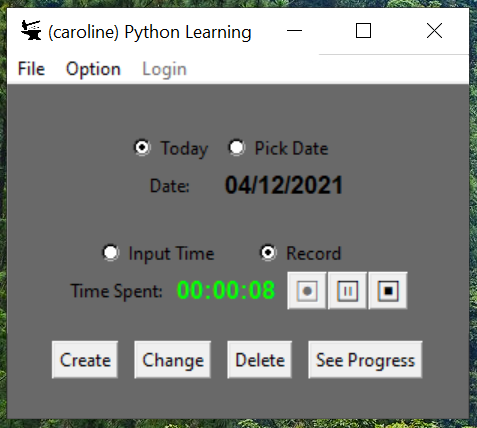 (caroline) Python Learning
File Option Login
Today Pick Date
Date: 04/12/2021
Input Time Record
Time Spent: 00:00:08
Create Change Delete See Progress